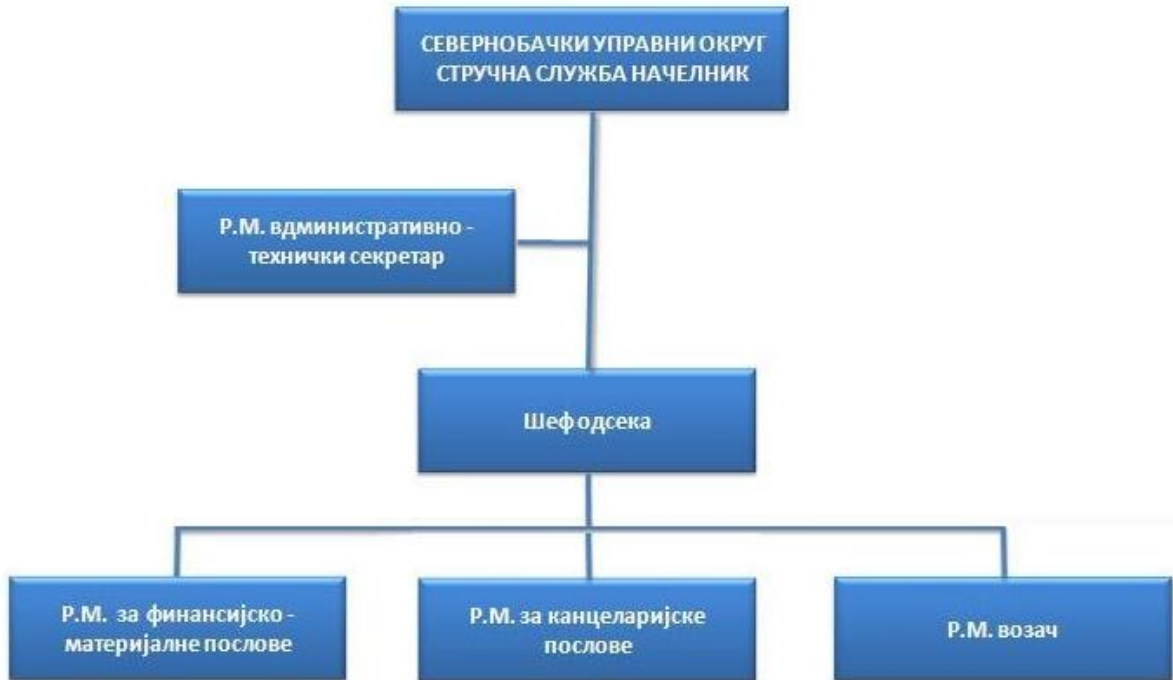 СЕВЕРНОБАЧКИ УПРАВНИ ОКРУГ
СТРУЧНА СЛУЖБА НАЧЕЛНИК
Р.М. вдминистративно -
технички секретар
Шеф одсека
Р.М. за финансијско -
материјалне послове
Р.М. за канцеларијске
послове
Р.М. возач